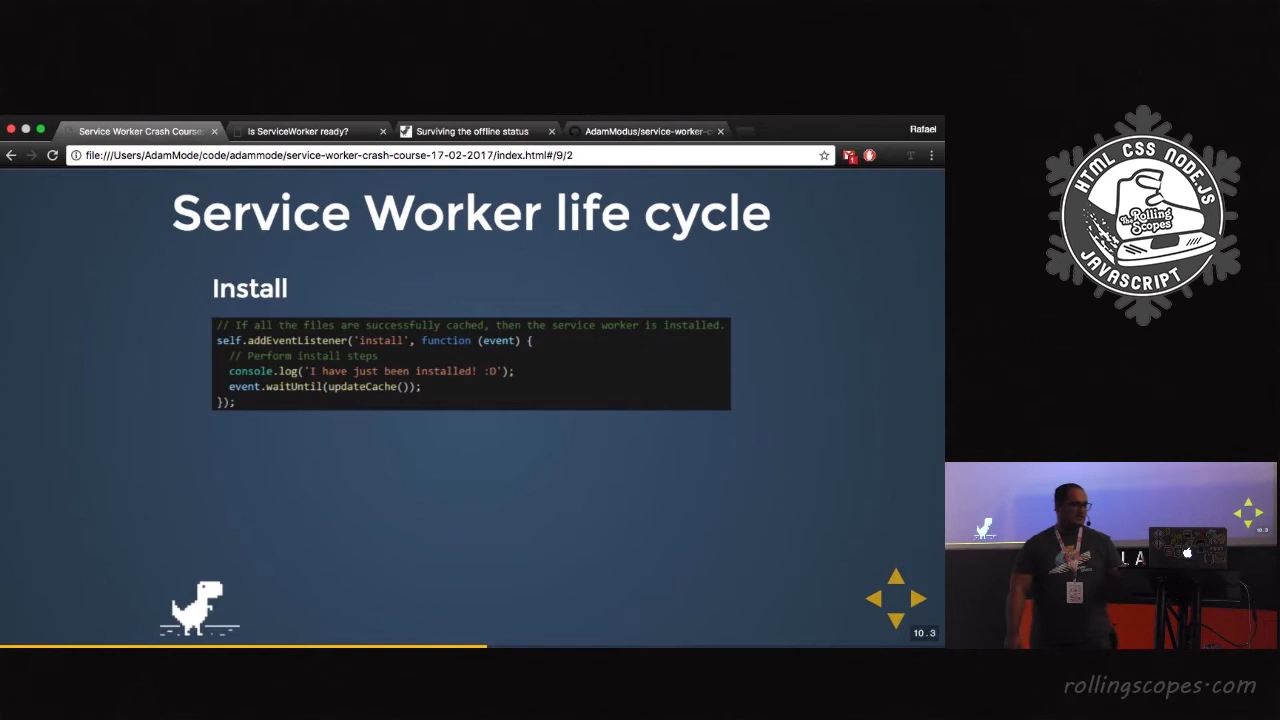 Service Worker Crash Course:
Is ServiceWorker ready?
Surviving the offline status
AdamModus/service-worker-c
Rafael
file:///Users/AdamMode/code/adammode/service-worker-crash-course-17-02-2017/index.html#/9/2
Service Worker life cycle
Install
// If all the files are successfully cached, then the service worker is installed.
self.addEventListener('install', function (event) {
// Perform install steps
console.log('I have just been installed! :D');
event.waitUntil(updateCache());
});
10.3
HTML CSS NODE.JS
The Rolling
Scopes
JAVASCRIPT
10.3
L A
rollingscopes.com